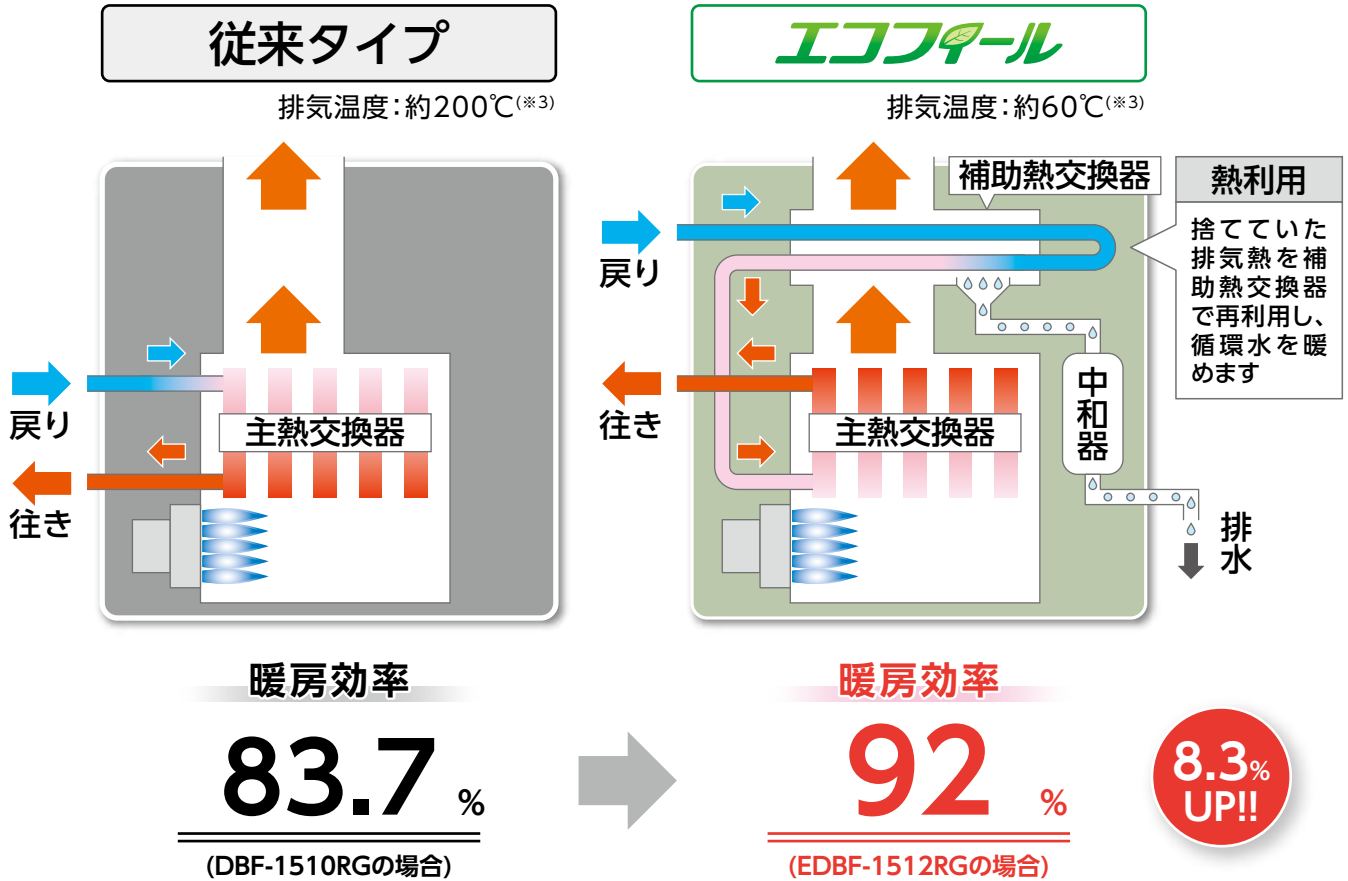 従来タイプ
排気温度:約200℃(※3)
戻り
往き
主熱交換器
暖房効率
83.7 %
(DBF-1510RGの場合)
エコフィール
排気温度:約60℃(※3)
補助熱交換器
熱利用
捨てていた
排気熱を補
助熱交換器
で再利用し、
循環水を暖
めます
戻り
往き
主熱交換器
中和器
排水
暖房効率
92 %
(EDBF-1512RGの場合)
8.3%
UP!!